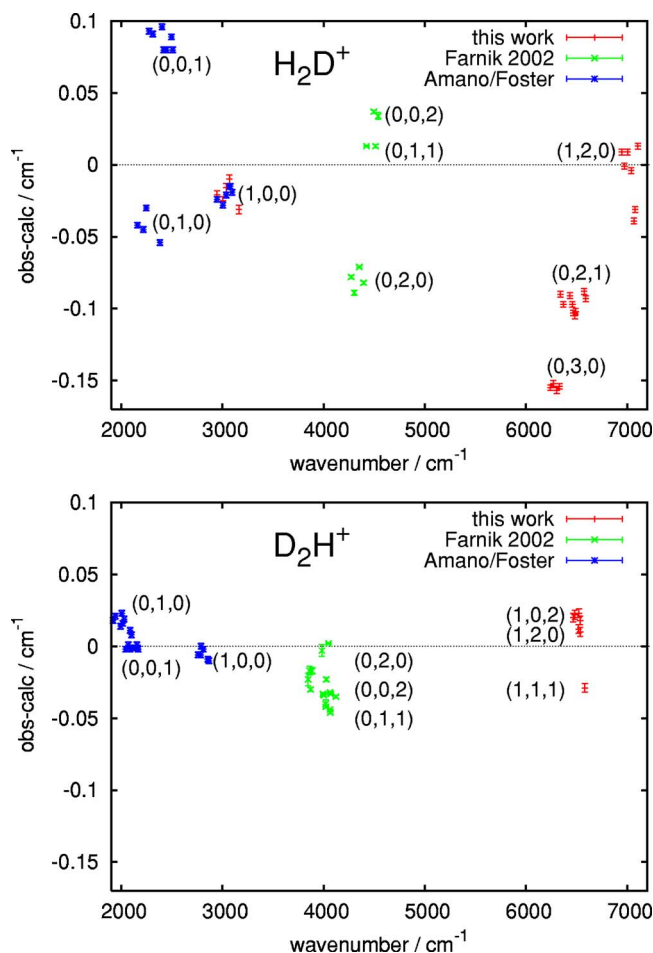 0.1
0.05
0
-0.05
-0.1
-0.15
obs-calc / cm⁻¹
H₂D⁺
this work
Farnik 2002
Amano/Foster
(0,0,1)
(0,0,2)
(0,1,1)
(1,2,0)
(1,0,0)
(0,1,0)
(0,2,0)
(0,2,1)
(0,3,0)
2000 3000 4000 5000 6000 7000
wavenumber / cm⁻¹
0.1
0.05
0
-0.05
-0.1
-0.15
obs-calc / cm⁻¹
D₂H⁺
this work
Farnik 2002
Amano/Foster
(0,1,0)
(1,0,2)
(1,2,0)
(0,0,1) (1,0,0) (0,2,0)
(0,0,2) (1,1,1)
(0,1,1)
2000 3000 4000 5000 6000 7000
wavenumber / cm⁻¹